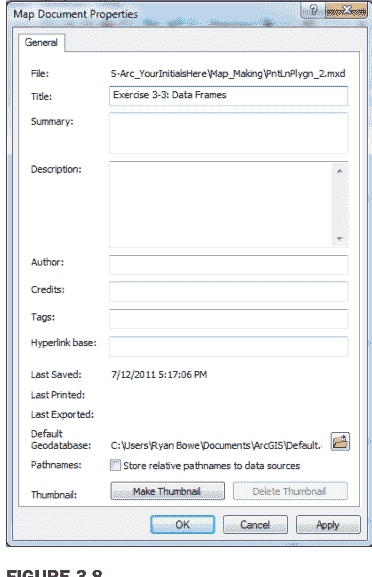 Map Document Properties
General
File: S-Arc_YourInitialsHere\Map_Making\PntLnPlygn_2.mxd
Title: Exercise 3-3: Data Frames
Summary:
Description:
Author:
Credits:
Tags:
Hyperlink base:
Last Saved: 7/12/2011 5:17:06 PM
Last Printed:
Last Exported:
Default
Geodatabase: C:\Users\Ryan Bowe\Documents\ArcGIS\Default.
Pathnames: Store relative pathnames to data sources
Thumbnail: Make Thumbnail Delete Thumbnail
OK Cancel Apply
FIGURE 3.8